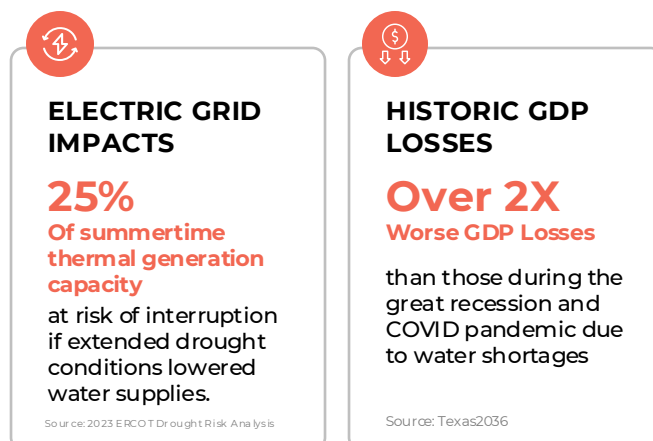 ELECTRIC GRID
IMPACTS
25%
Of summertime
thermal generation
capacity
at risk of interruption
if extended drought
conditions lowered
water supplies.
Source: 2023 ERCOT Drought Risk Analysis
$
HISTORIC GDP
LOSSES
Over 2X
Worse GDP Losses
than those during the
great recession and
COVID pandemic due
to water shortages
Source: Texas2036